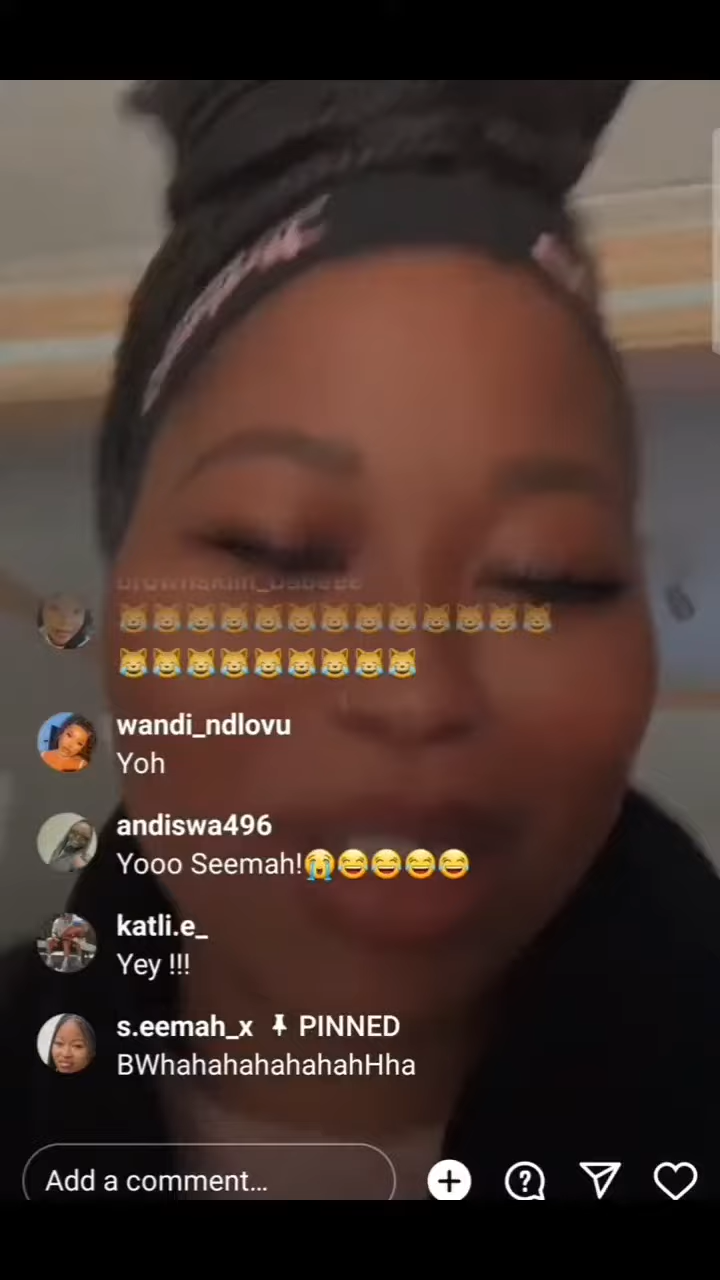 😹😹😹😹😹😹😹😹😹😹😹😹😹
😹😹😹😹😹😹😹😹😹
wandi_ndlovu
Yoh
andiswa496
Yooo Seemah!😭😂😂😂😂
katli.e_
Yey !!!
s.eemah_x 📌 PINNED
BWhahahahahahahHha
Add a comment...